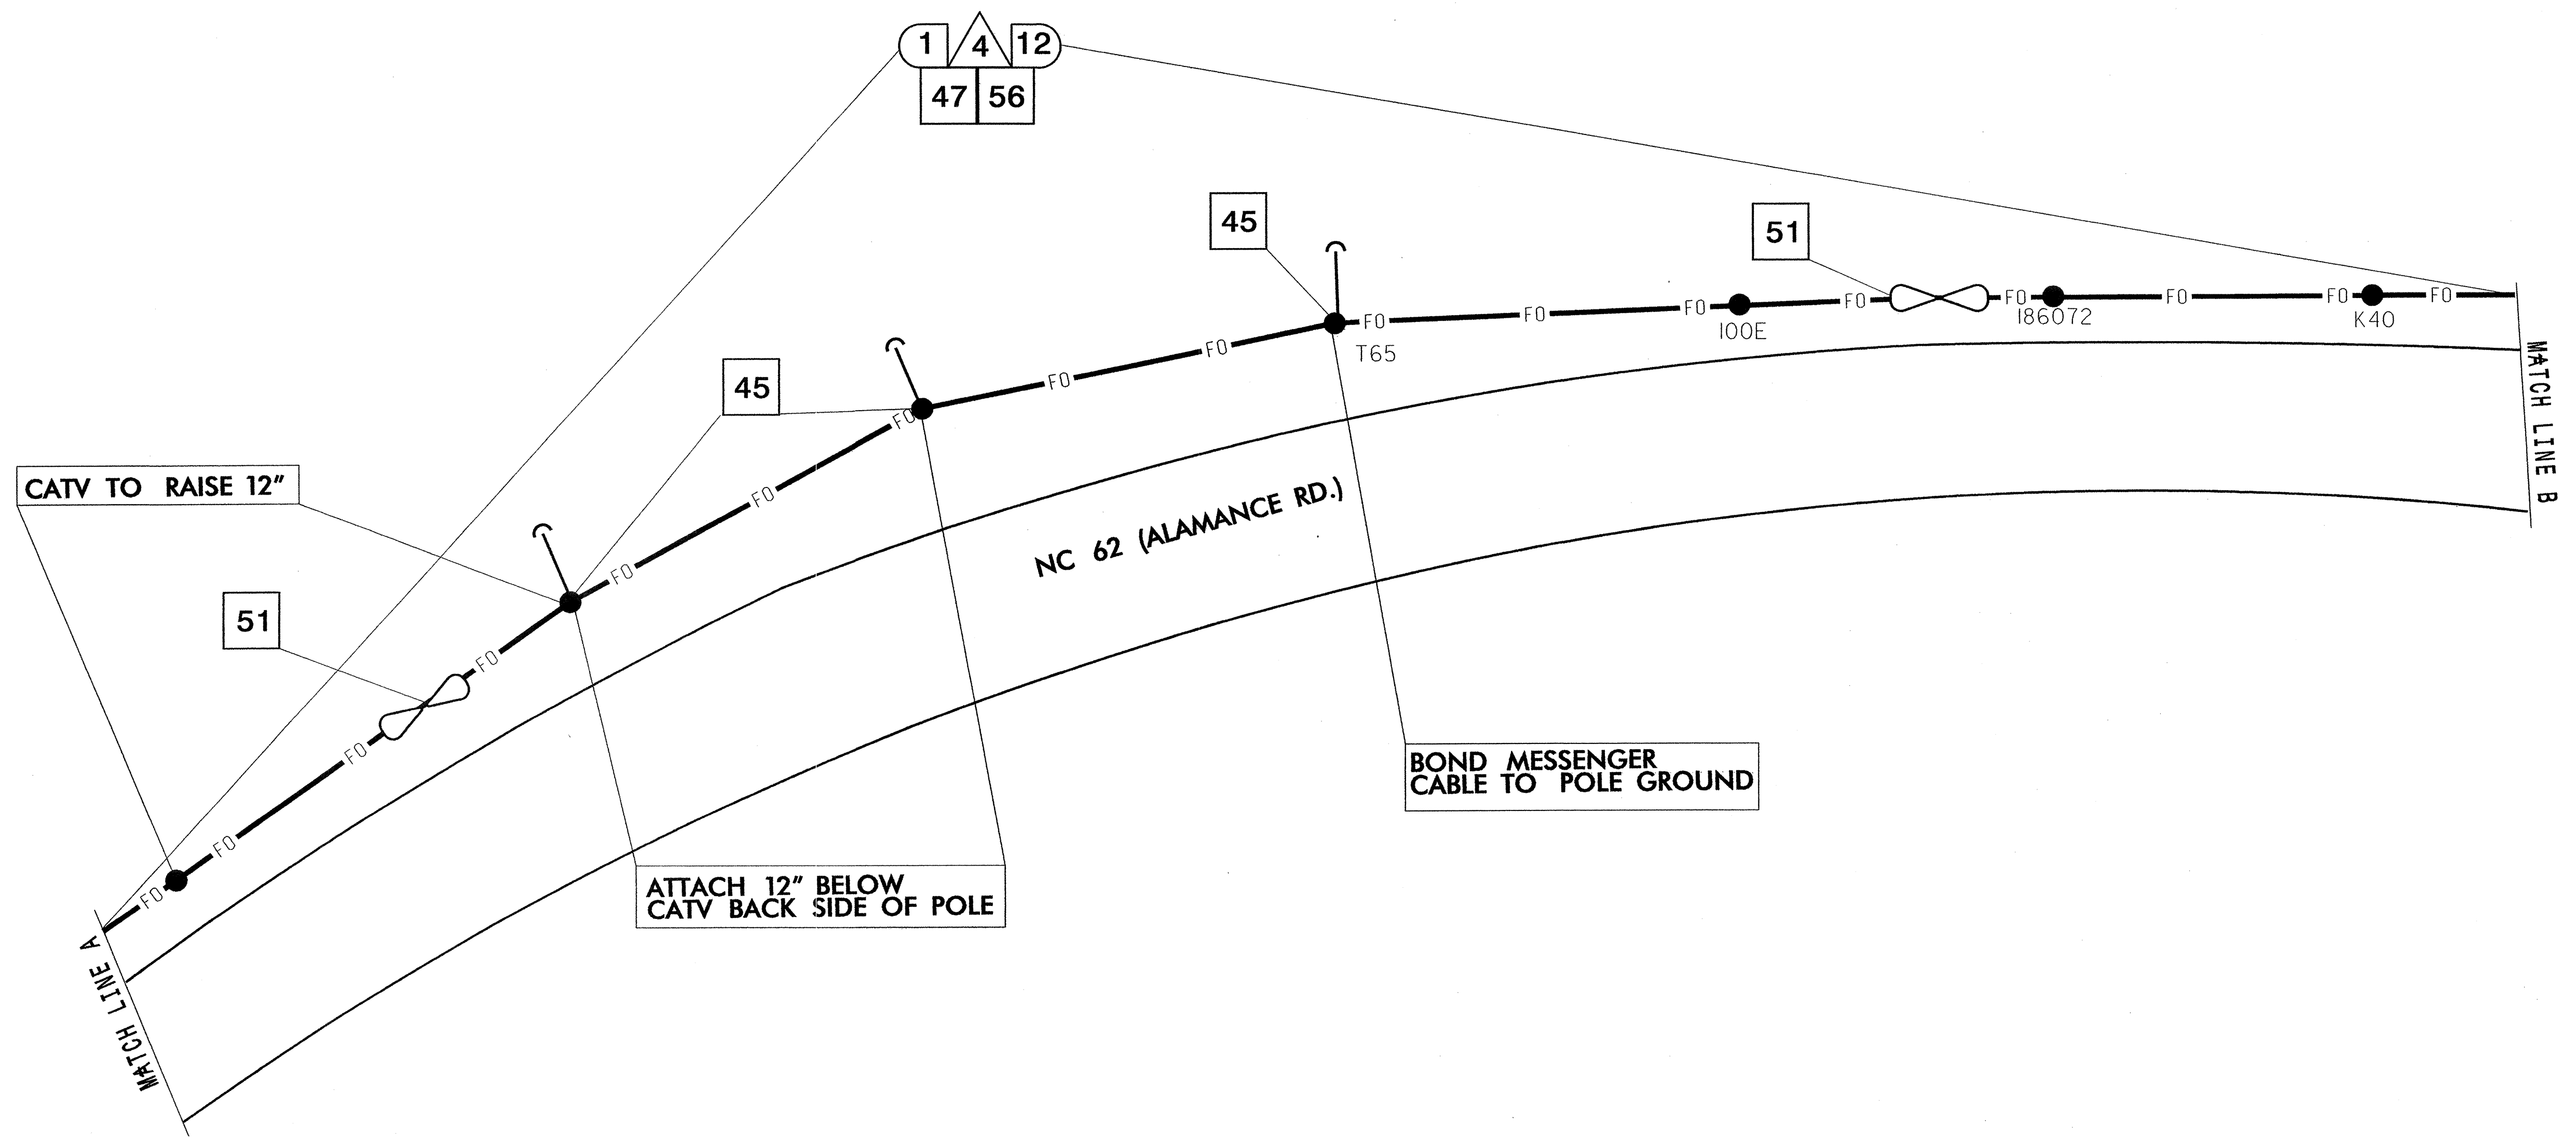 1 4 12
47 56
45
51
FO FO FO FO FO FO FO
T65
100E
186072
K40
FO FO
45
FO
FO
FO
CATV TO RAISE 12"
51
FO
FO
FO
FO
NC 62 (ALAMANCE RD.)
MATCH LINE B
BOND MESSENGER
CABLE TO POLE GROUND
ATTACH 12" BELOW
CATV BACK SIDE OF POLE
MATCH LINE A